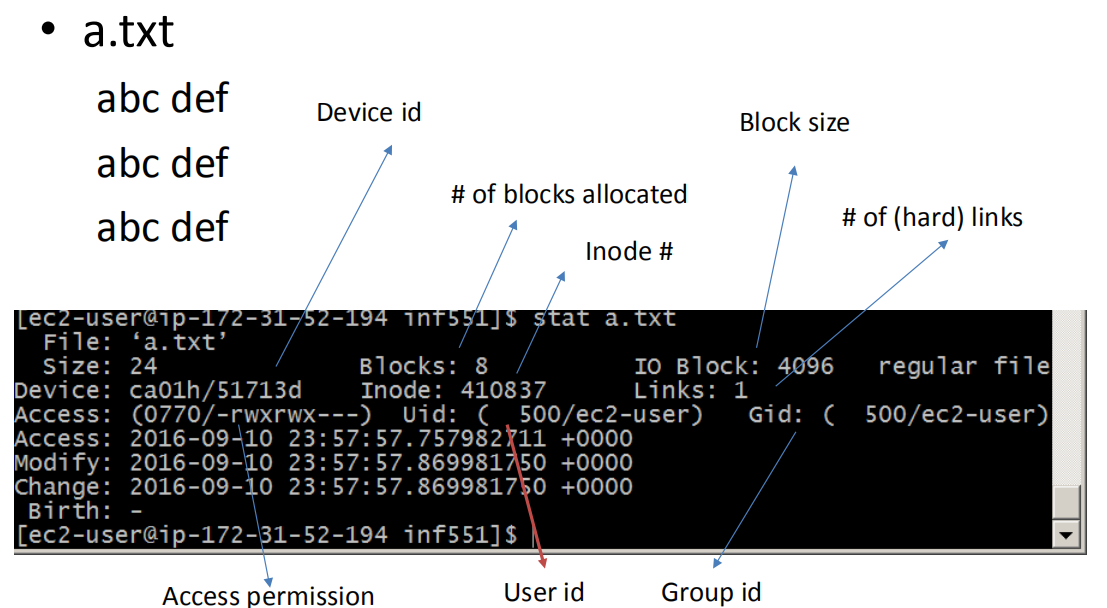 • a.txt
abc def
abc def
abc def
Device id
Block size
# of blocks allocated
# of (hard) links
Inode #
[ec2-user@ip-172-31-52-194 inf551]$ stat a.txt
File: ‘a.txt’
Size: 24 Blocks: 8 IO Block: 4096 regular file
Device: ca01h/51713d Inode: 410837 Links: 1
Access: (0770/-rwxrwx---) Uid: ( 500/ec2-user) Gid: ( 500/ec2-user)
Access: 2016-09-10 23:57:57.757982711 +0000
Modify: 2016-09-10 23:57:57.869981750 +0000
Change: 2016-09-10 23:57:57.869981750 +0000
Birth: -
[ec2-user@ip-172-31-52-194 inf551]$
Access permission
User id
Group id